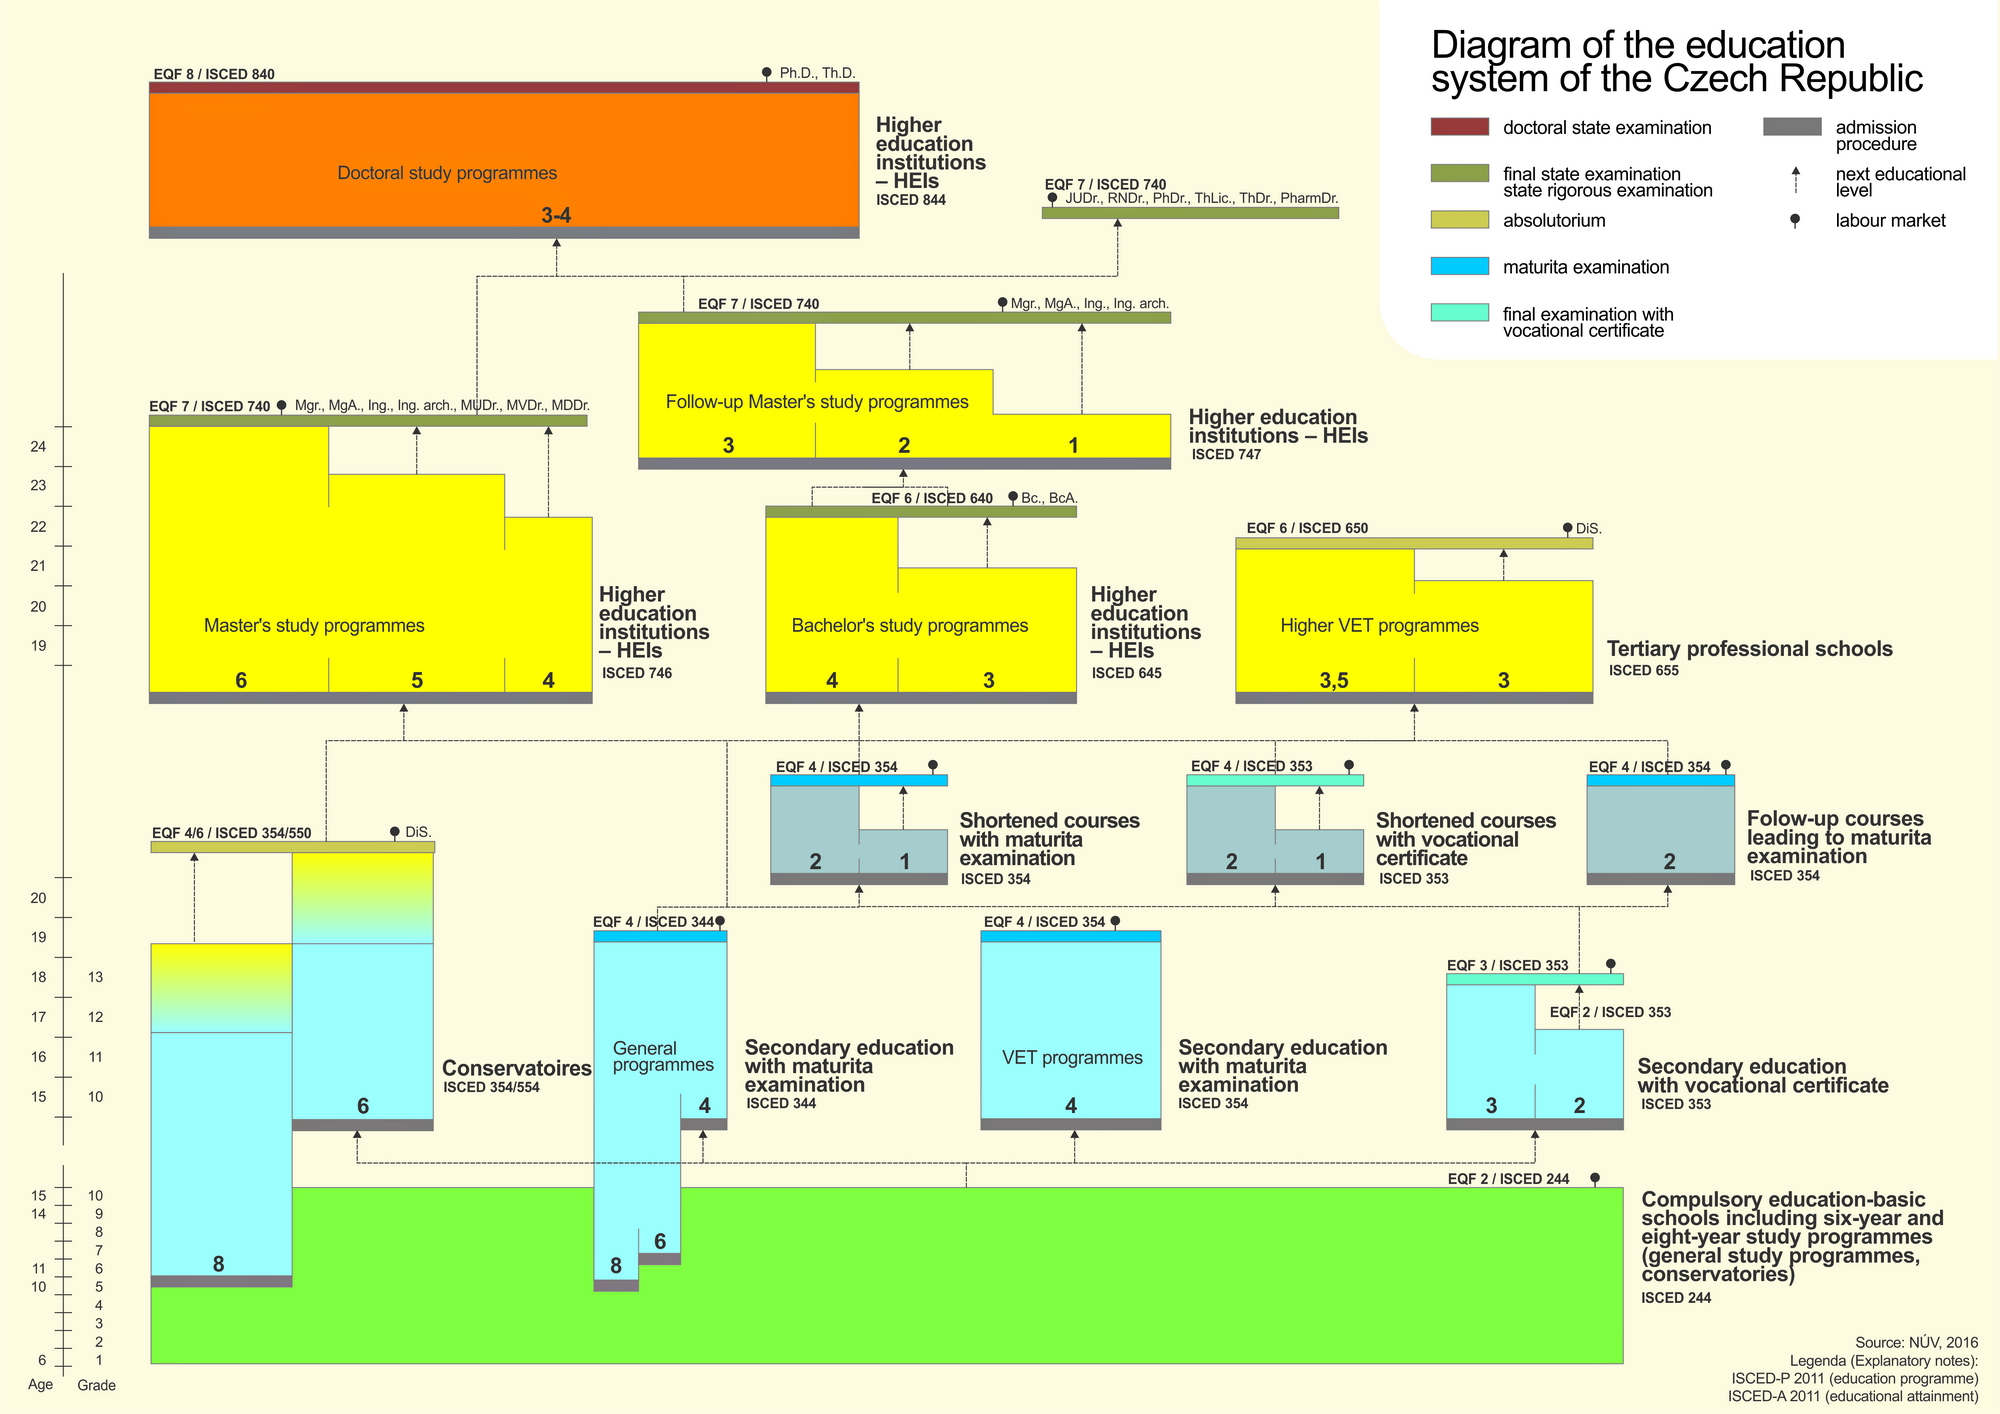 Diagram of the education
system of the Czech Republic
doctoral state examination
final state examination
state rigorous examination
absolutorium
maturita examination
final examination with
vocational certificate
admission
procedure
next educational
level
labour market
EQF 8 / ISCED 840
Ph.D., Th.D.
Doctoral study programmes
3-4
Higher
education
institutions
– HEIs
ISCED 844
EQF 7 / ISCED 740
JUDr., RNDr., PhDr., ThLic., ThDr., PharmDr.
EQF 7 / ISCED 740
Mgr., MgA., Ing., Ing. arch.
Follow-up Master's study programmes
3
2
1
Higher education
institutions – HEIs
ISCED 747
EQF 7 / ISCED 740
Mgr., MgA., Ing., Ing. arch., MUDr., MVDr., MDDr.
Master's study programmes
6
5
4
Higher
education
institutions
– HEIs
ISCED 746
EQF 6 / ISCED 640
Bc., BcA.
Bachelor's study programmes
4
3
Higher
education
institutions
– HEIs
ISCED 645
EQF 6 / ISCED 650
DiS.
Higher VET programmes
3,5
3
Tertiary professional schools
ISCED 655
24
23
22
21
20
19
EQF 4 / ISCED 354
2
1
Shortened courses
with maturita
examination
ISCED 354
EQF 4 / ISCED 353
2
1
Shortened courses
with vocational
certificate
ISCED 353
EQF 4 / ISCED 354
2
Folow-up courses
leading to maturita
examination
ISCED 354
EQF 4/6 / ISCED 354/550
DiS.
8
6
Conservatoires
ISCED 354/554
EQF 4 / ISCED 344
General
programmes
8
6
4
Secondary education
with maturita
examination
ISCED 344
EQF 4 / ISCED 354
VET programmes
4
Secondary education
with maturita
examination
ISCED 354
EQF 3 / ISCED 353
EQF 2 / ISCED 353
3
2
Secondary education
with vocational certificate
ISCED 353
20
19
18 13
17 12
16 11
15 10
EQF 2 / ISCED 244
Compulsory education-basic
schools including six-year and
eight-year study programmes
(general study programmes,
conservatories)
ISCED 244
15 10
14 9
8
7
11 6
10 5
4
3
2
6 1
Age Grade
Source: NÚV, 2016
Legenda (Explanatory notes):
ISCED-P 2011 (education programme)
ISCED-A 2011 (educational attainment)